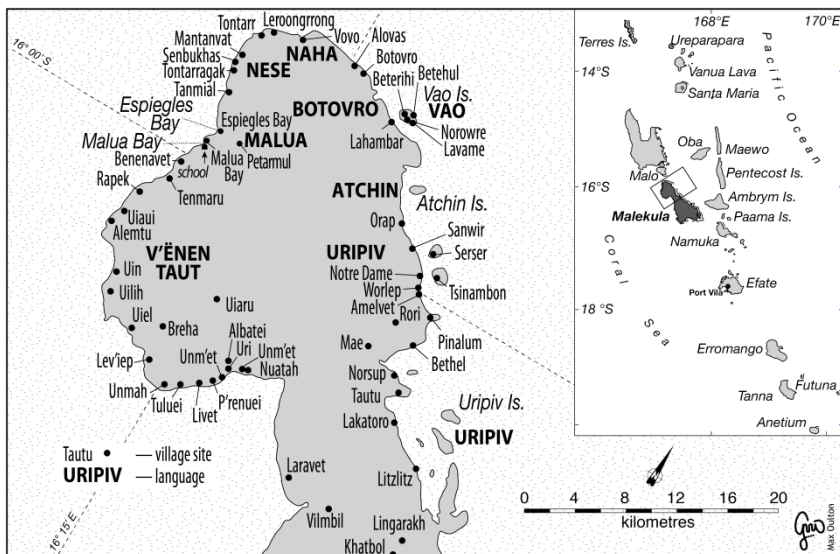 Tontarr
Leroongrrong
Mantanvat
Senbukhas
Tontarragak
Tanmial
NAHA
Vovo
Alovas
NESE
Botovro
Beterihi
Betehul
Vao Is.
VAO
BOTOVRO
Norowre
Lavame
Lahambar
Espiegles
Bay
Espiegles Bay
MALUA
Malua Bay
Malua
Bay
Petarmul
Benenavet
school
Tenmaru
Rapek
ATCHIN
Atchin Is.
Uiaui
Alemtu
Orap
Sanwir
Serser
V'ËNEN
TAUT
URIPIV
Uin
Notre Dame
Worlep
Tsinambon
Uilih
Amelvet
Uiaru
Rori
Uiel
Breha
Albatei
Pinalum
Unm'et
Uri
Unm'et
Mae
Bethel
Lev'iep
Nuatah
Norsup
Unmah
Tuluei
Livet
P'renuei
Tautu
Uripiv Is.
Lakatoro
URIPIV
Tautu
village site
URIPIV
language
Laravet
Litzlitz
Vilmbil
Lingarakh
Khatbol
16° 00' S
16° 15' E
168°E
170°E
14°S
16°S
18°S
Terres Is.
Ureparapara
Vanua Lava
Santa Maria
Pacific Ocean
Oba
Maewo
Malo
Pentecost Is.
Ambrym Is.
Malekula
Paama Is.
Namuka
Coral Sea
Efate
Port Vila
Erromango
Tanna
Futuna
Anetium
0 4 8 12 16 20
kilometres
Max Oulton